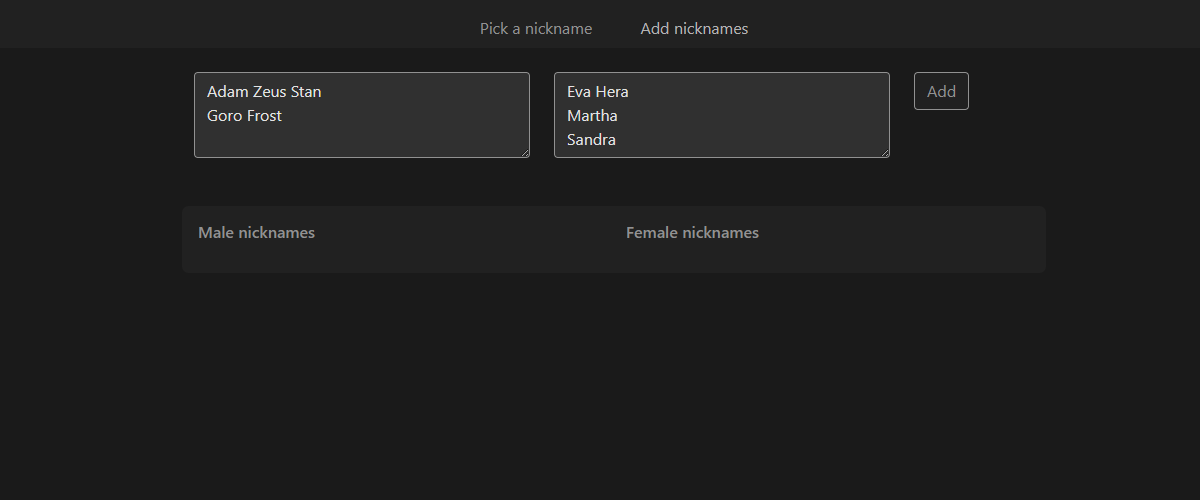 Pick a nickname Add nicknames
Adam Zeus Stan
Goro Frost
Eva Hera
Martha
Sandra
Add
Male nicknames Female nicknames